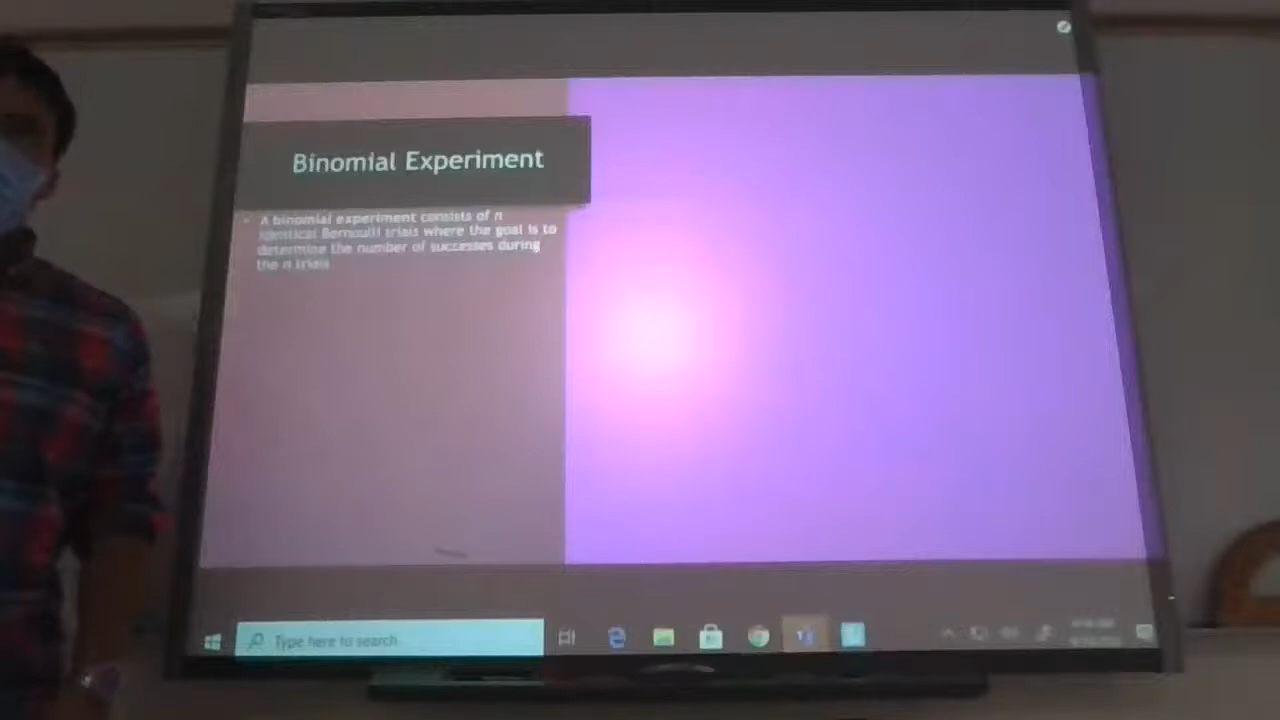 Binomial Experiment
A binomial experiment consists of n
identical Bernoulli trials where the goal is to
determine the number of successes during
the n trials
Type here to search